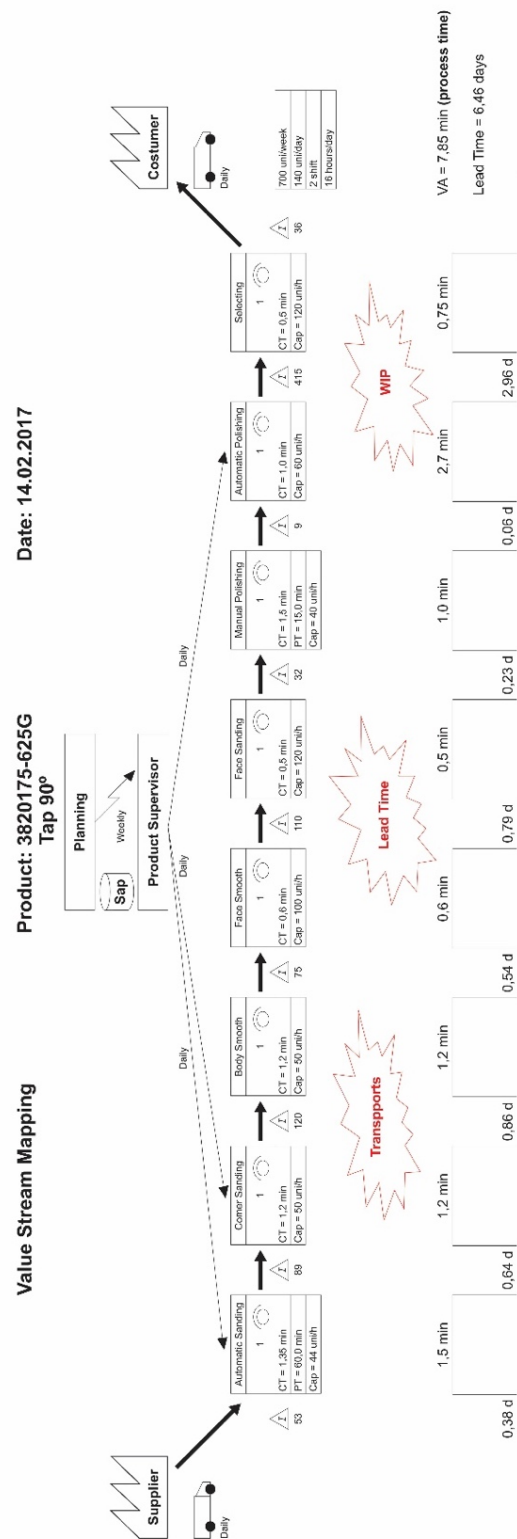 Value Stream Mapping
Product: 3820175-625G
Tap 90º
Date: 14.02.2017
Supplier
Daily
Planning
Sap
Weekly
Product Supervisor
Costumer
Daily
Daily
Daily
Daily
53
Automatic Sanding
1
CT = 1,35 min
PT = 60,0 min
Cap = 44 uni/h
I
89
Corner Sanding
1
CT = 1,2 min
Cap = 50 uni/h
I
120
Body Smooth
1
CT = 1,2 min
Cap = 50 uni/h
I
75
Face Smooth
1
CT = 0,6 min
Cap = 100 uni/h
I
110
Face Sanding
1
CT = 0,5 min
Cap = 120 uni/h
I
32
Manual Polishing
1
CT = 1,5 min
PT = 15,0 min
Cap = 40 uni/h
I
9
Automatic Polishing
1
CT = 1,0 min
Cap = 60 uni/h
I
415
Selecting
1
CT = 0,5 min
Cap = 120 uni/h
I
36
700 uni/week
140 uni/day
2 shift
16 hours/day
Transpports
Lead Time
WIP
0,38 d
1,5 min
0,64 d
1,2 min
0,86 d
1,2 min
0,54 d
0,6 min
0,79 d
0,5 min
0,23 d
1,0 min
0,06 d
2,7 min
2,96 d
0,75 min
VA = 7,85 min (process time)
Lead Time = 6,46 days